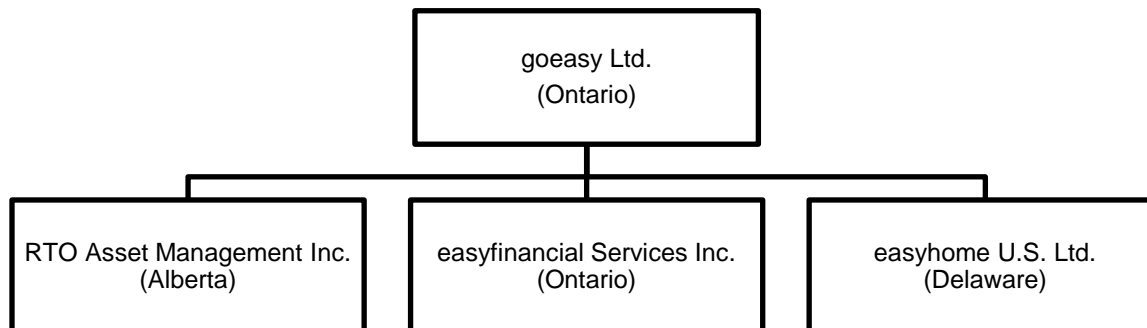 goeasy Ltd.
(Ontario)
RTO Asset Management Inc.
(Alberta)
easyfinancial Services Inc.
(Ontario)
easyhome U.S. Ltd.
(Delaware)